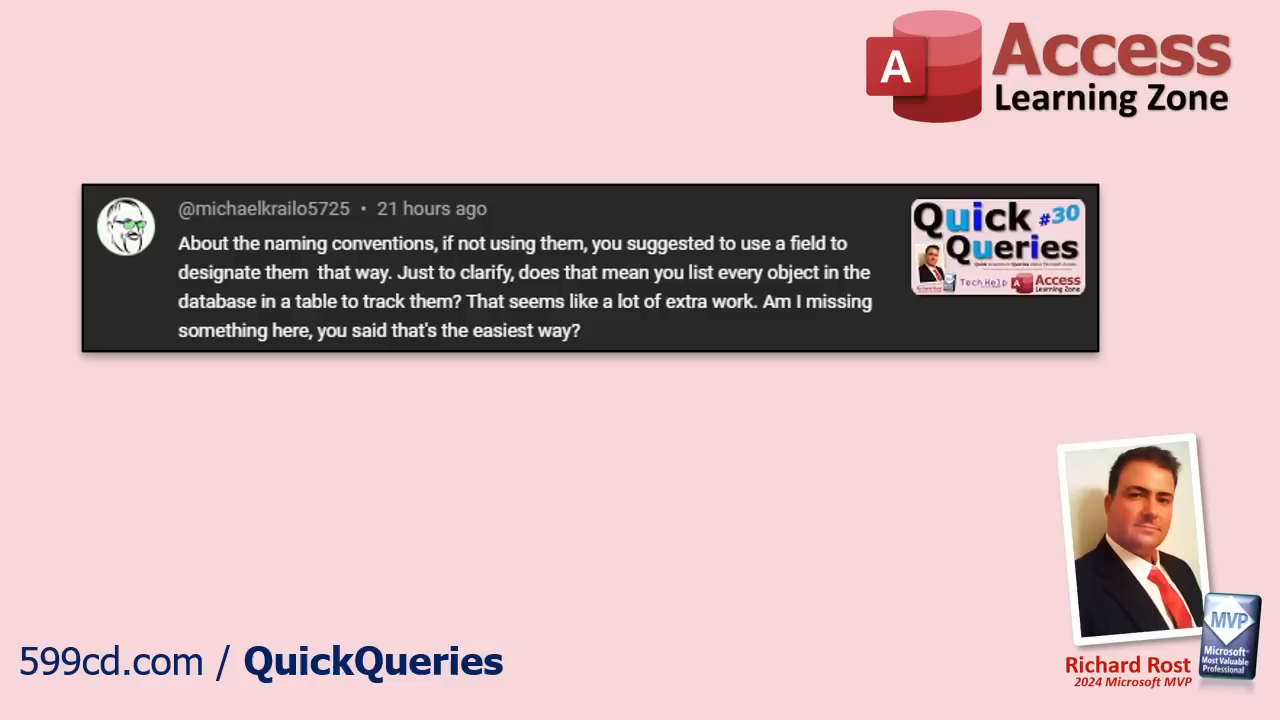 A Access
Learning Zone
@michaelkrailo5725 • 21 hours ago
About the naming conventions, if not using them, you suggested to use a field to
designate them that way. Just to clarify, does that mean you list every object in the
database in a table to track them? That seems like a lot of extra work. Am I missing
something here, you said that's the easiest way?
Quick #30
Queries
TechHelp
Access
Learning Zone
MVP
Microsoft
Most Valuable
Professional
Richard Rost
2024 Microsoft MVP
599cd.com / QuickQueries